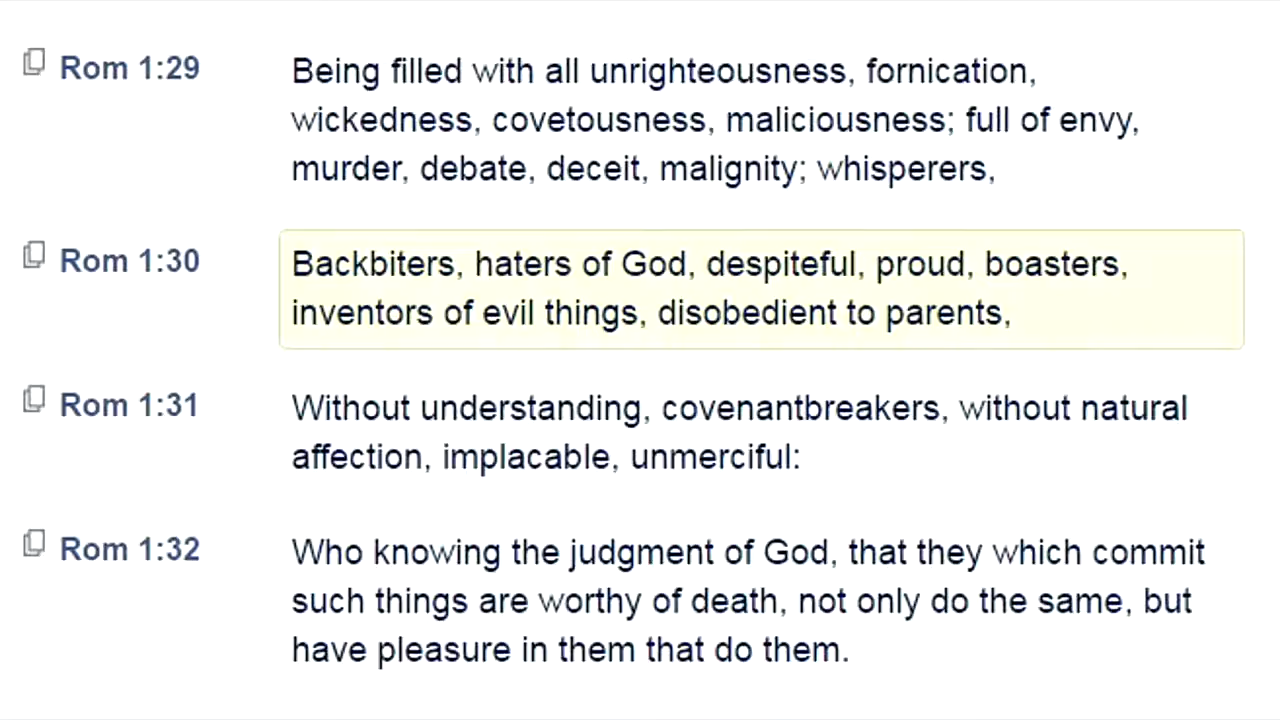 Rom 1:29 Being filled with all unrighteousness, fornication,
wickedness, covetousness, maliciousness; full of envy,
murder, debate, deceit, malignity; whisperers,
Rom 1:30 Backbiters, haters of God, despiteful, proud, boasters,
inventors of evil things, disobedient to parents,
Rom 1:31 Without understanding, covenantbreakers, without natural
affection, implacable, unmerciful:
Rom 1:32 Who knowing the judgment of God, that they which commit
such things are worthy of death, not only do the same, but
have pleasure in them that do them.